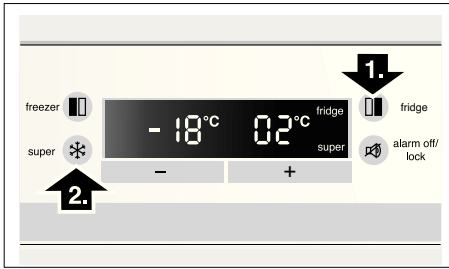 1.
freezer
fridge
-18°C
02°C
fridge
super
super
alarm off/
lock
-
+
2.